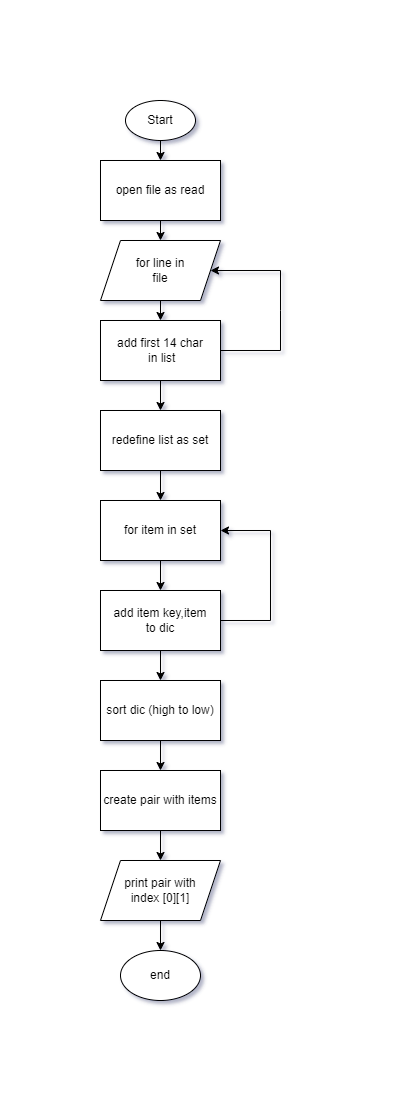 Start
open file as read
for line in
file
add first 14 char
in list
redefine list as set
for item in set
add item key,item
to dic
sort dic (high to low)
create pair with items
print pair with
index [0][1]
end